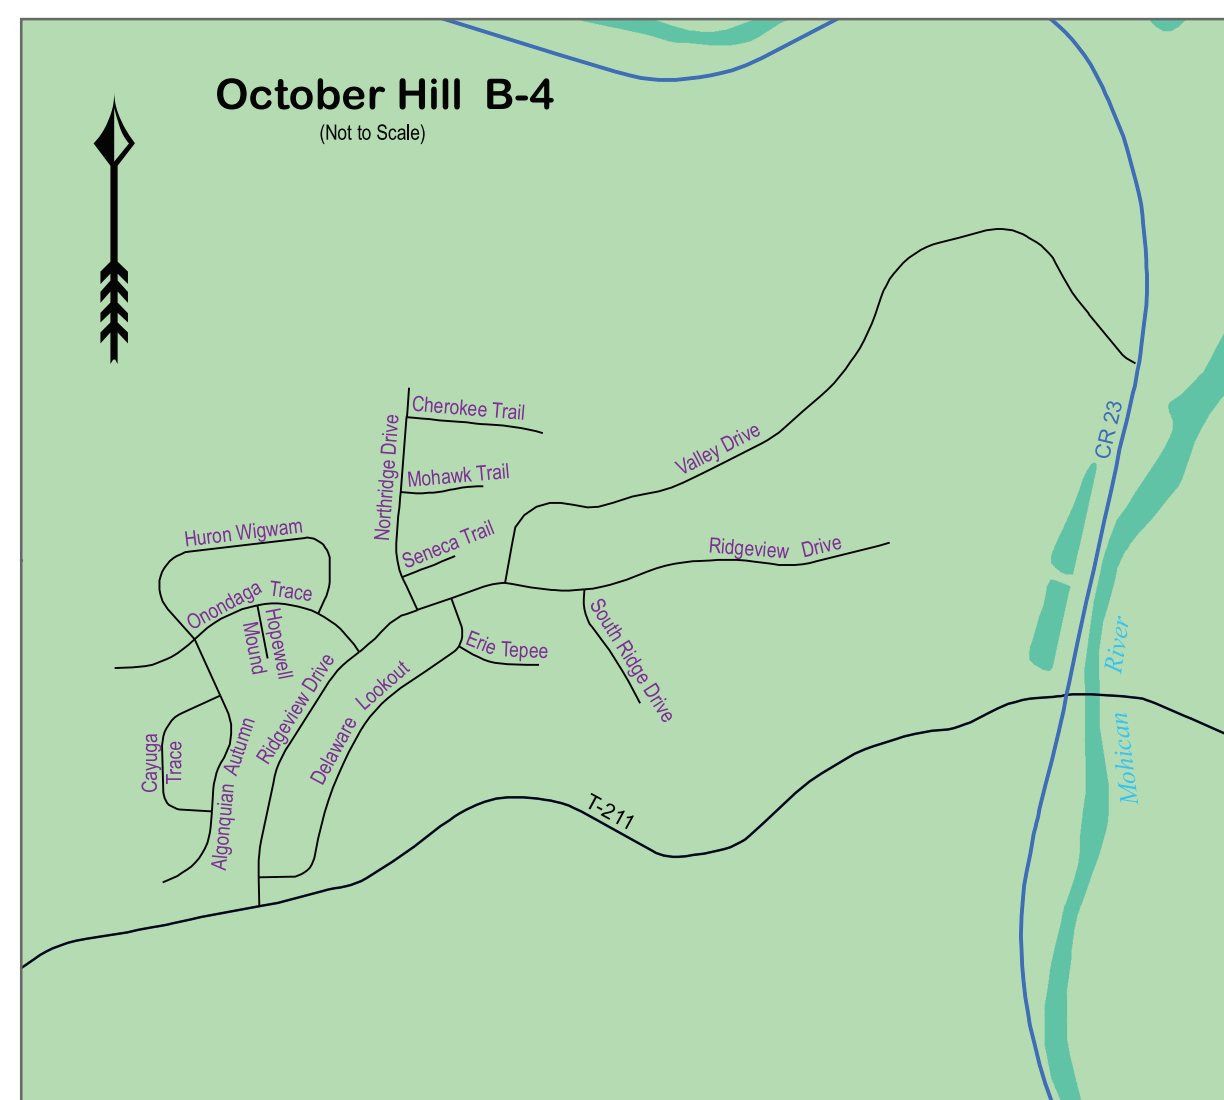 October Hill B-4
(Not to Scale)
CR 23
Cherokee Trail
Northridge Drive
Valley Drive
Mohawk Trail
Seneca Trail
Huron Wigwam
Ridgeview Drive
Onondaga Trace
Hopewell
Mound
South Ridge Drive
Erie Tepee
Mohican River
Ridgeview Drive
Delaware Lookout
Cayuga
Trace
Algonquian Autumn
T-211